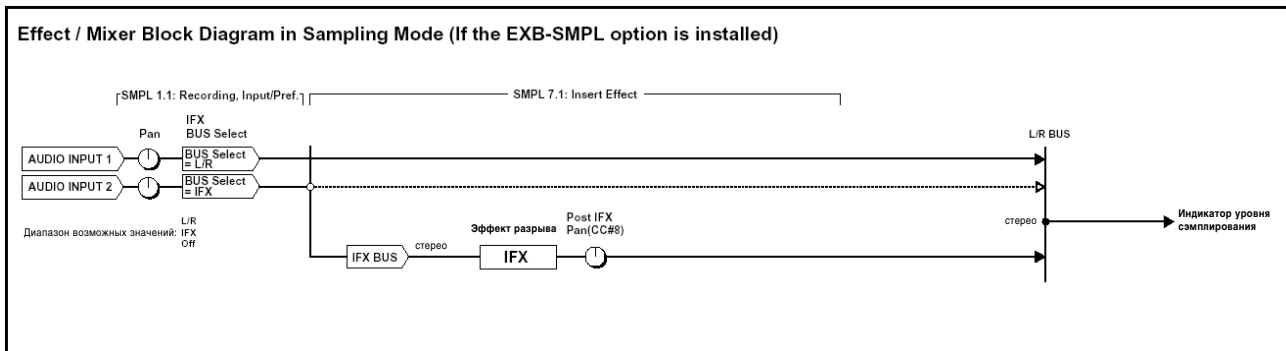 Effect / Mixer Block Diagram in Sampling Mode (If the EXB-SMPL option is installed)
SMPL 1.1: Recording, Input/Pref.
SMPL 7.1: Insert Effect
IFX
Pan
BUS Select
L/R BUS
AUDIO INPUT 1
BUS Select
= L/R
AUDIO INPUT 2
BUS Select
= IFX
Диапазон возможных значений:
L/R
IFX
Off
IFX BUS
стерео
Эффект разрыва
IFX
Post IFX
Pan(CC#8)
стерео
Индикатор уровня
сэмплирования